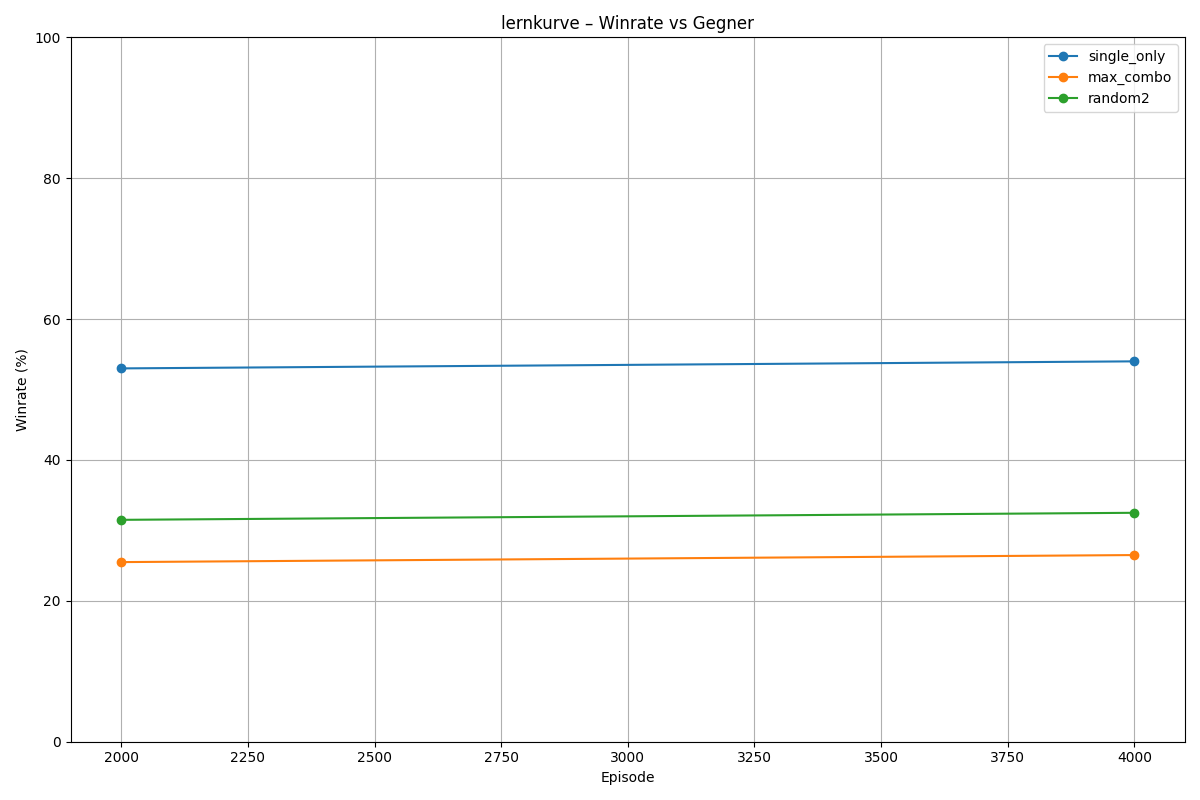 lernkurve – Winrate vs Gegner
100
80
60
40
20
0
Winrate (%)
single_only
max_combo
random2
2000 2250 2500 2750 3000 3250 3500 3750 4000
Episode